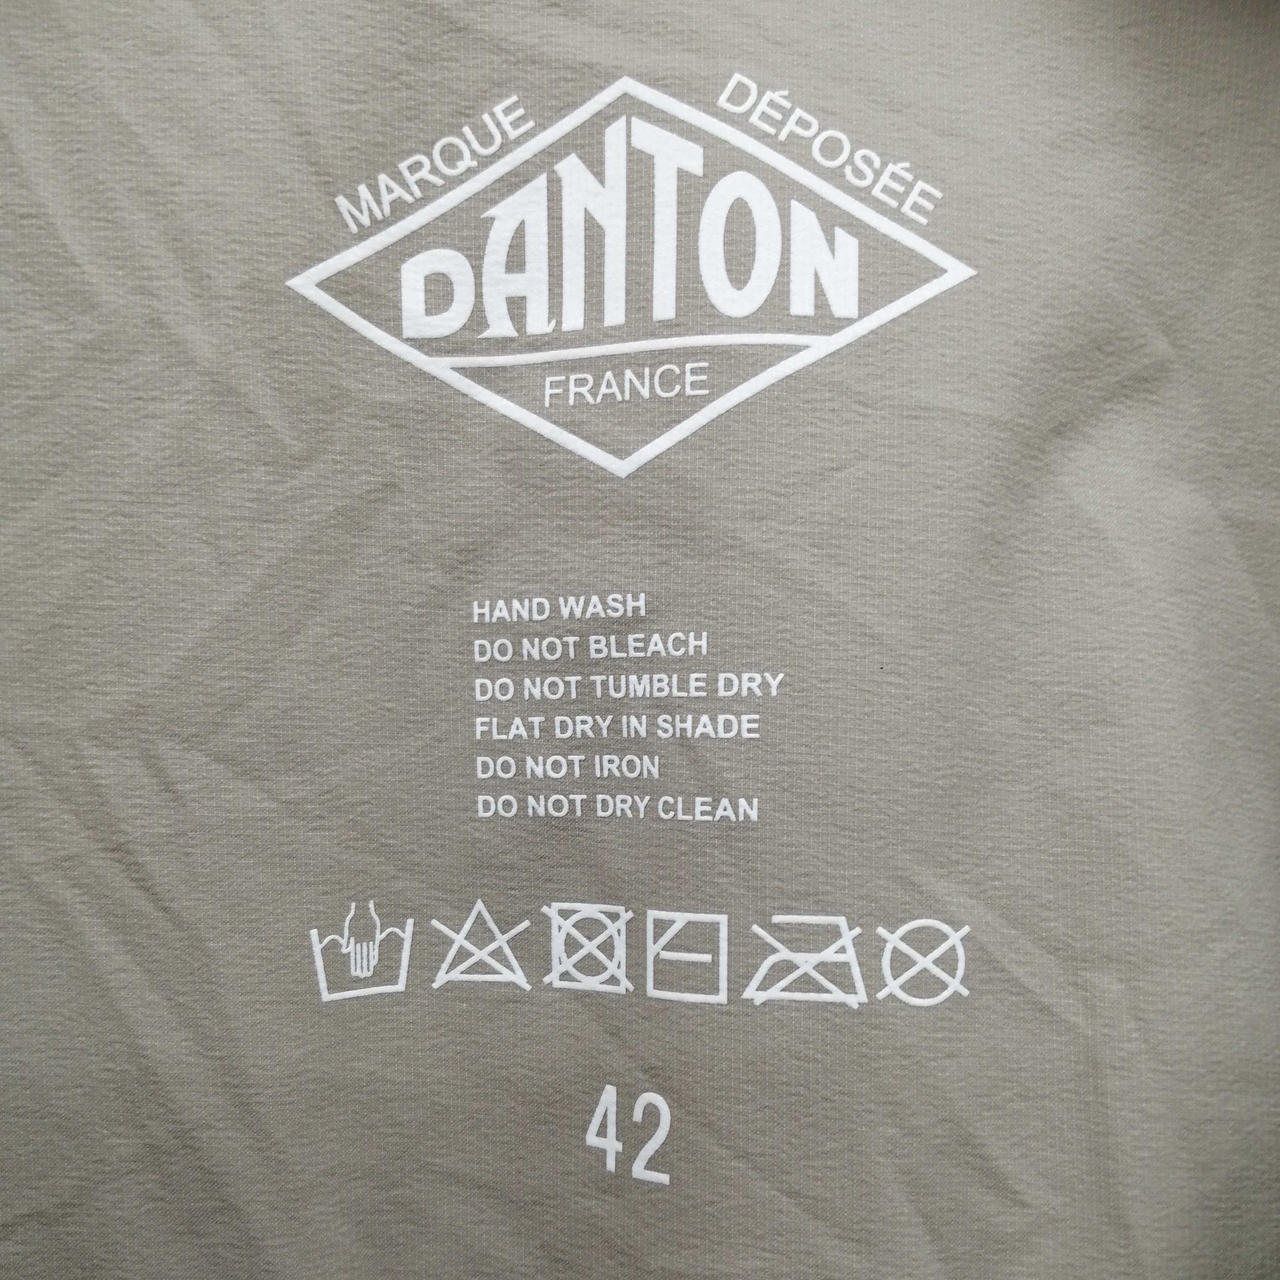 MARQUE DÉPOSÉE
DANTON
FRANCE
HAND WASH
DO NOT BLEACH
DO NOT TUMBLE DRY
FLAT DRY IN SHADE
DO NOT IRON
DO NOT DRY CLEAN
42